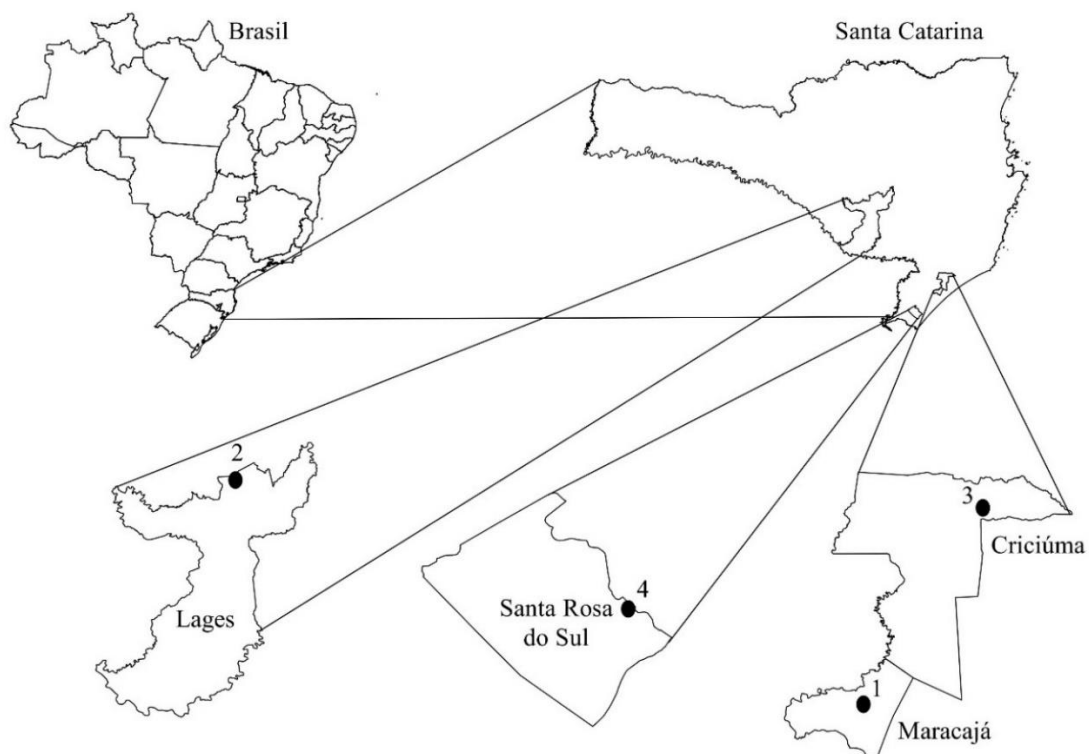 Brasil
Santa Catarina
2
Lages
Santa Rosa
do Sul
4
3
Criciúma
1
Maracajá